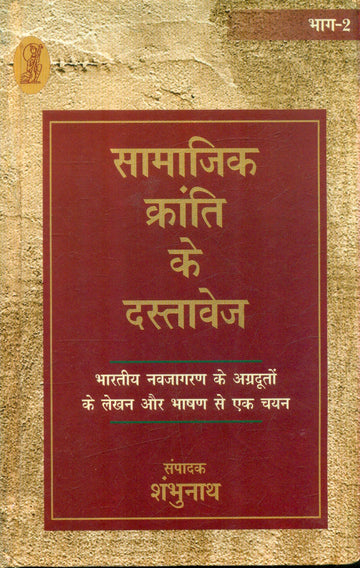 भाग-2
सामाजिक
क्रांति
के
दस्तावेज
भारतीय नवजागरण के अग्रदूतों
के लेखन और भाषण से एक चयन
संपादक
शंभुनाथ